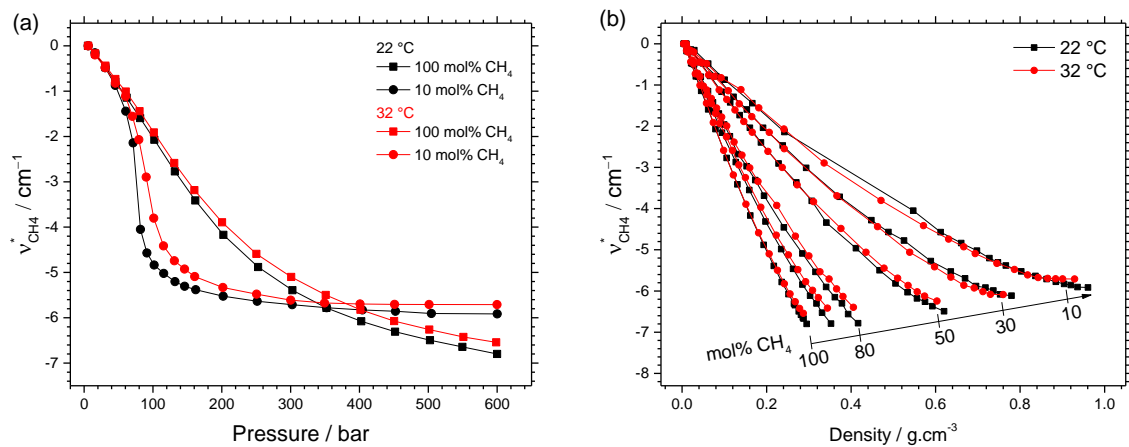 (a)
0
-1
-2
-3
-4
-5
-6
-7
ν*CH4 / cm⁻¹
22 °C
100 mol% CH₄
10 mol% CH₄
32 °C
100 mol% CH₄
10 mol% CH₄
0 100 200 300 400 500 600
Pressure / bar
(b)
0
-1
-2
-3
-4
-5
-6
-7
-8
ν*CH4 / cm⁻¹
22 °C
32 °C
mol% CH₄
100 80 50 30 10
0.0 0.2 0.4 0.6 0.8 1.0
Density / g.cm⁻³